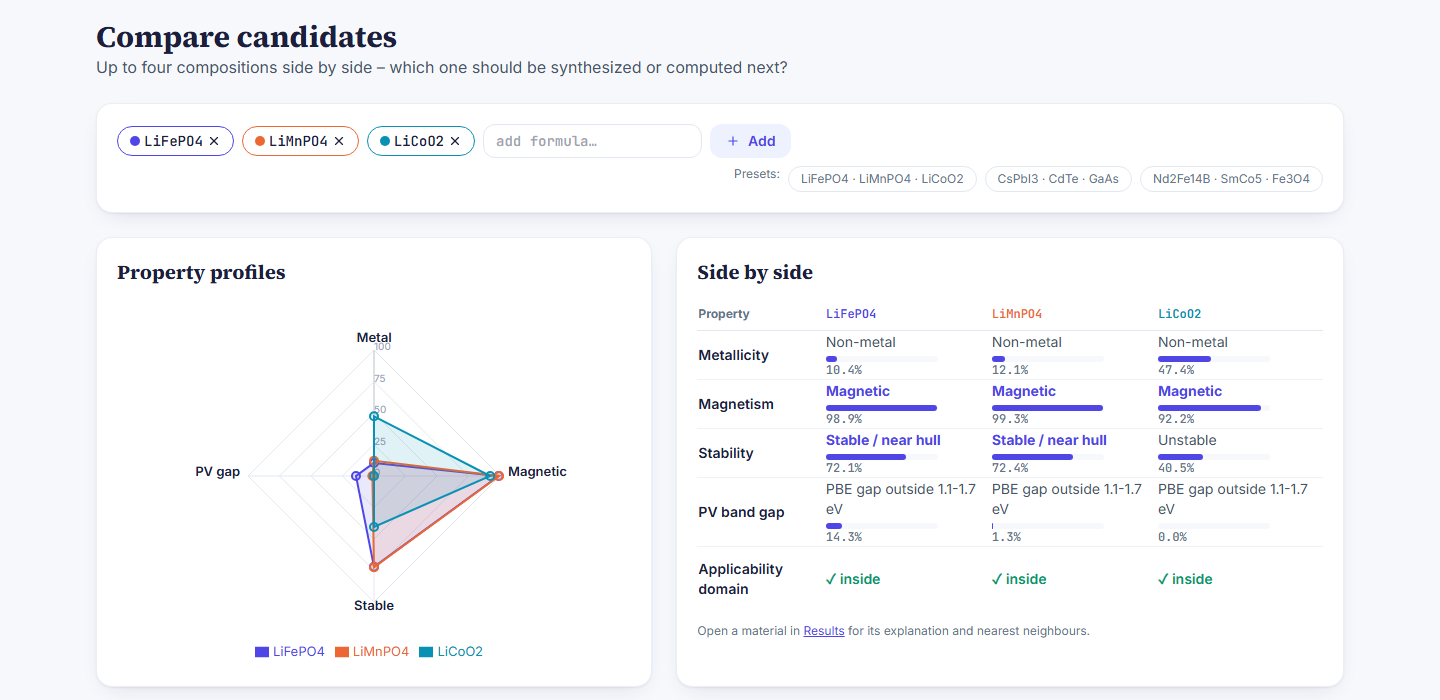 Compare candidates
Up to four compositions side by side – which one should be synthesized or computed next?
LiFePO4 ✕ LiMnPO4 ✕ LiCoO2 ✕ add formula… + Add
Presets: LiFePO4 · LiMnPO4 · LiCoO2 CsPbI3 · CdTe · GaAs Nd2Fe14B · SmCo5 · Fe3O4
Property profiles
Metal
100
75
50
25
PV gap
Magnetic
Stable
LiFePO4 LiMnPO4 LiCoO2
Side by side
Property LiFePO4 LiMnPO4 LiCoO2
Metallicity
Non-metal Non-metal Non-metal
10.4% 12.1% 47.4%
Magnetism
Magnetic Magnetic Magnetic
98.9% 99.3% 92.2%
Stability
Stable / near hull Stable / near hull Unstable
72.1% 72.4% 40.5%
PV band gap
PBE gap outside 1.1-1.7 PBE gap outside 1.1-1.7 PBE gap outside 1.1-1.7
eV eV eV
14.3% 1.3% 0.0%
Applicability
domain
✓ inside ✓ inside ✓ inside
Open a material in Results for its explanation and nearest neighbours.